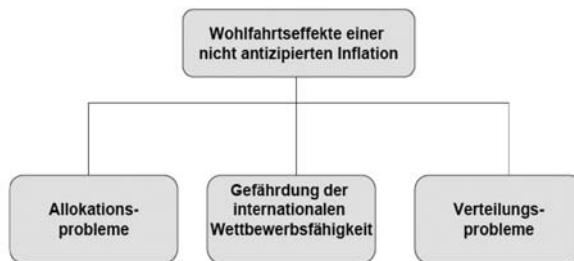 Wohlfahrtseffekte einer
nicht antizipierten Inflation
Allokations-
probleme
Gefährdung der
internationalen
Wettbewerbsfähigkeit
Verteilungs-
probleme